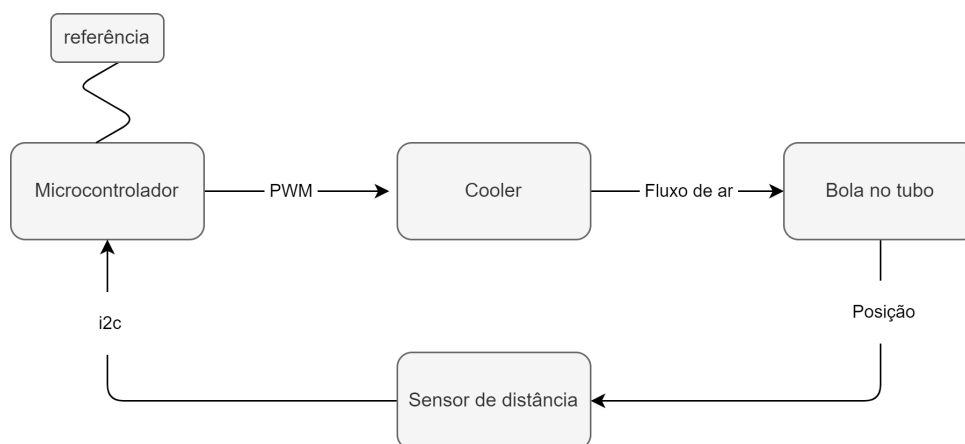 referência
Microcontrolador
PWM
Cooler
Fluxo de ar
Bola no tubo
i2c
Posição
Sensor de distância